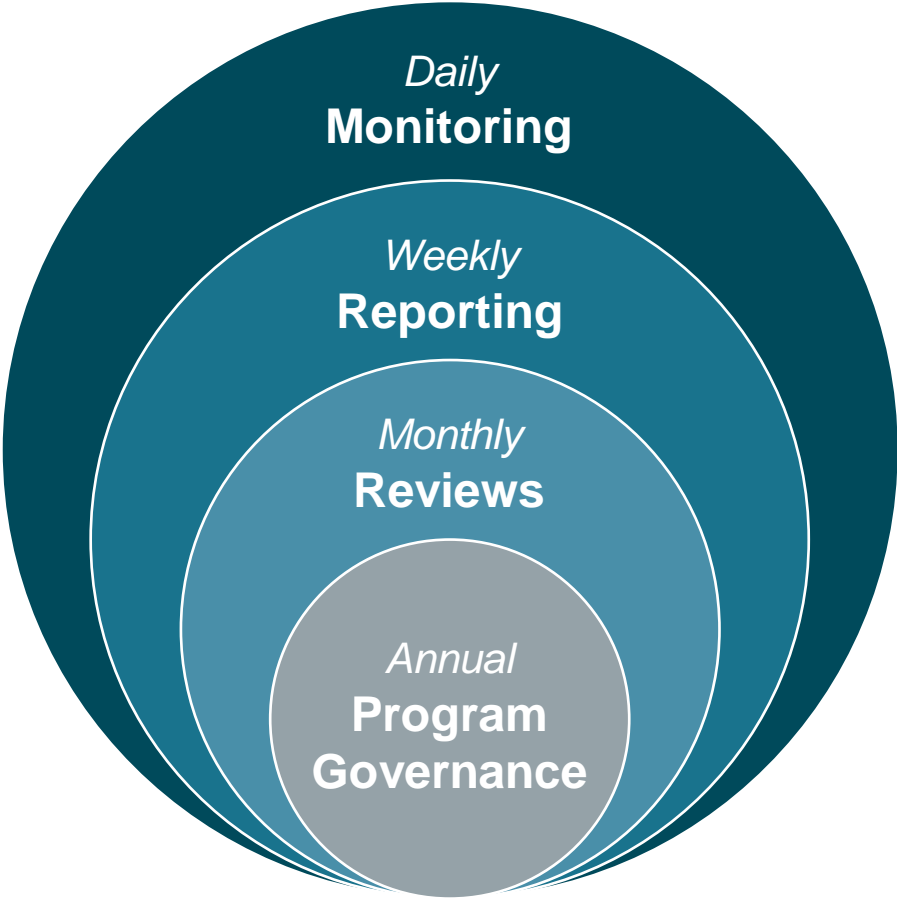 Daily
Monitoring
Weekly
Reporting
Monthly
Reviews
Annual
Program
Governance